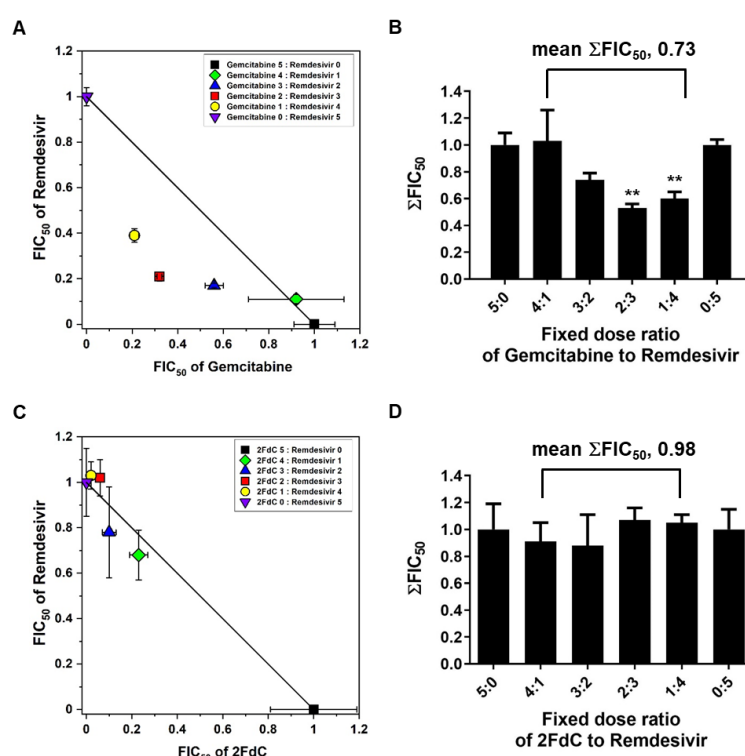 A
1.2
1
0.8
0.6
0.4
0.2
0
FIC50 of Remdesivir
Gemcitabine 5 : Remdesivir 0
Gemcitabine 4 : Remdesivir 1
Gemcitabine 3 : Remdesivir 2
Gemcitabine 2 : Remdesivir 3
Gemcitabine 1 : Remdesivir 4
Gemcitabine 0 : Remdesivir 5
0 0.2 0.4 0.6 0.8 1 1.2
FIC50 of Gemcitabine
B
mean ΣFIC50, 0.73
1.4
1.2
1.0
0.8
0.6
0.4
0.2
0.0
ΣFIC50
** **
5:0 4:1 3:2 2:3 1:4 0:5
Fixed dose ratio
of Gemcitabine to Remdesivir
C
1.2
1
0.8
0.6
0.4
0.2
0
FIC50 of Remdesivir
2FdC 5 : Remdesivir 0
2FdC 4 : Remdesivir 1
2FdC 3 : Remdesivir 2
2FdC 2 : Remdesivir 3
2FdC 1 : Remdesivir 4
2FdC 0 : Remdesivir 5
0 0.2 0.4 0.6 0.8 1 1.2
FIC50 of 2FdC
D
mean ΣFIC50, 0.98
1.4
1.2
1.0
0.8
0.6
0.4
0.2
0.0
ΣFIC50
5:0 4:1 3:2 2:3 1:4 0:5
Fixed dose ratio
of 2FdC to Remdesivir